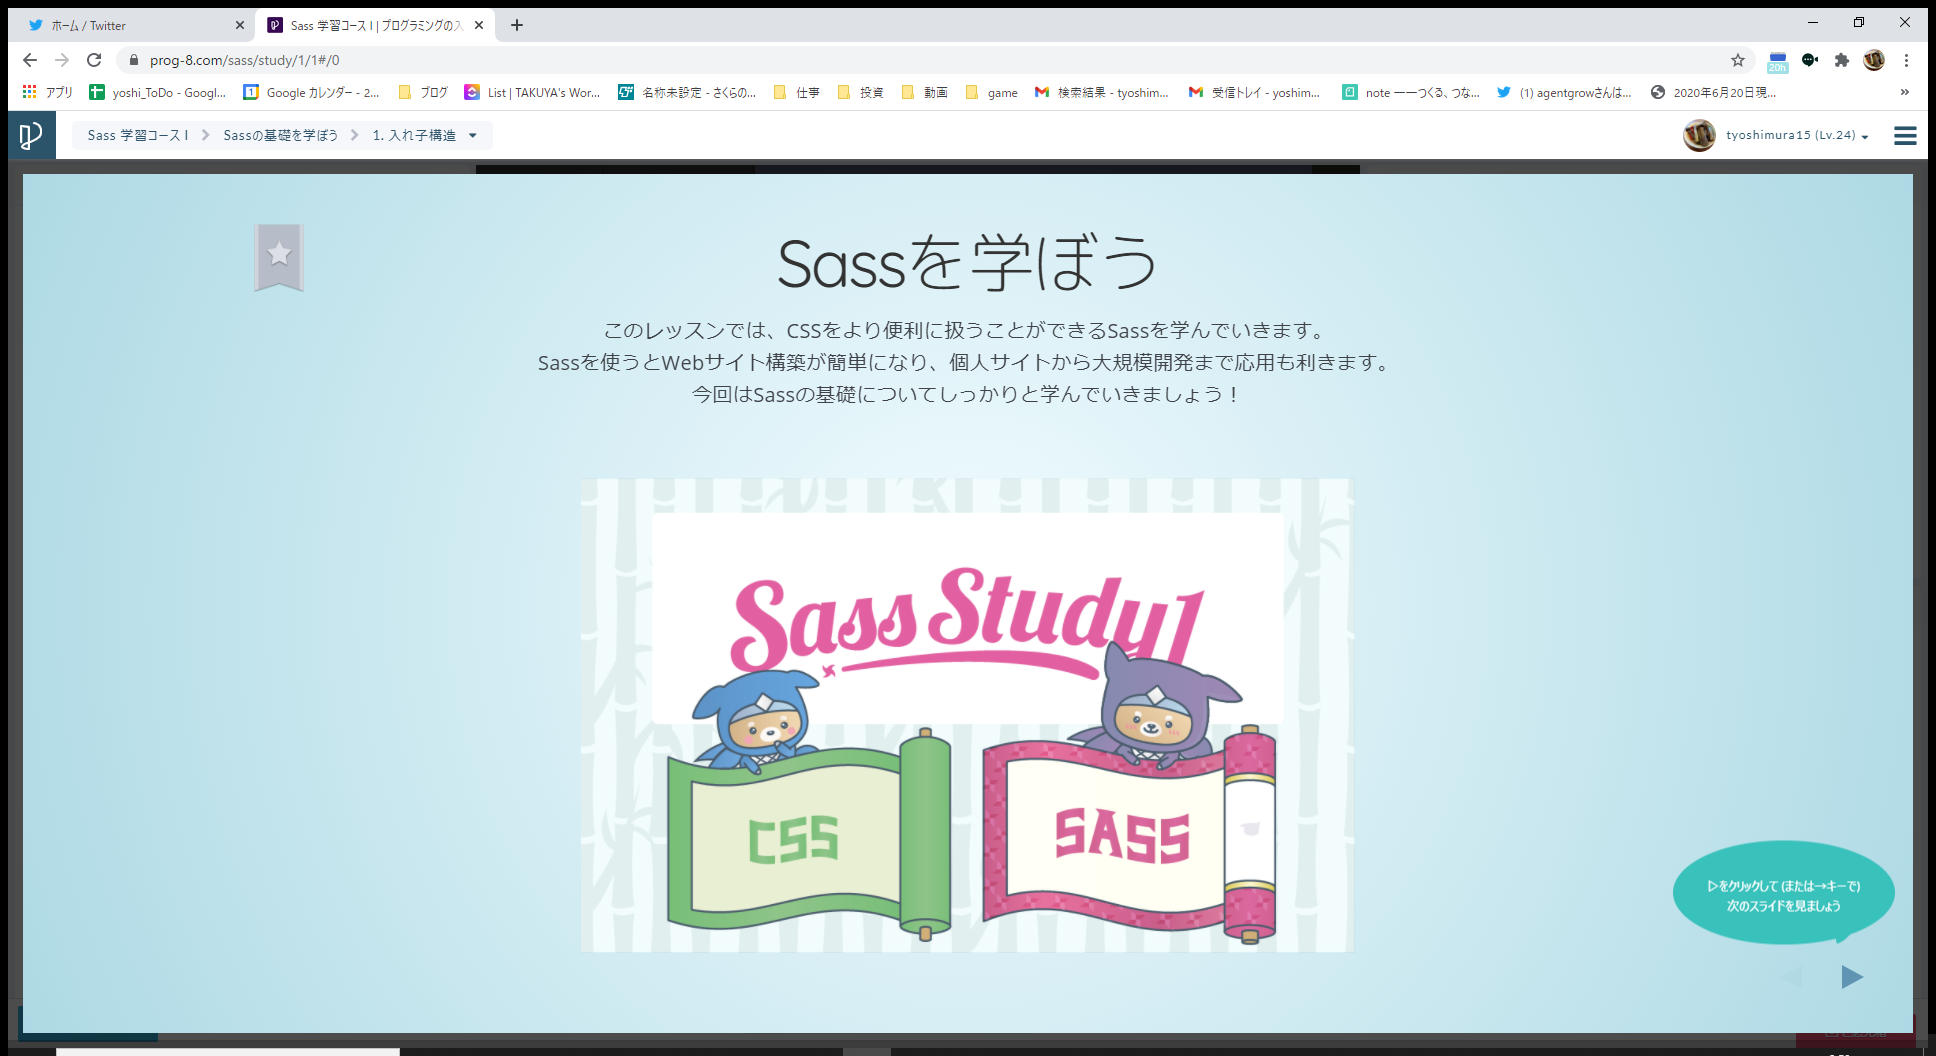 ホーム / Twitter
Sass 学習コース I | プログラミングの入
prog-8.com/sass/study/1/1#/0
20h
アプリ
yoshi_ToDo - Googl...
Google カレンダー - 2...
ブログ
List | TAKUYA's Wor...
名称未設定 - さくらの...
仕事
投資
動画
game
検索結果 - tyoshim...
受信トレイ - yoshim...
note ――つくる、つな...
(1) agentgrowさんは...
2020年6月20日現...
»
Sass 学習コース I
Sassの基礎を学ぼう
1. 入れ子構造
tyoshimura15 (Lv.24)
Sassを学ぼう
このレッスンでは、CSSをより便利に扱うことができるSassを学んでいきます。
Sassを使うとWebサイト構築が簡単になり、個人サイトから大規模開発まで応用も利きます。
今回はSassの基礎についてしっかりと学んでいきましょう！
Sass Study 1
CSS
SASS
▷をクリックして (または→キーで)
次のスライドを見ましょう